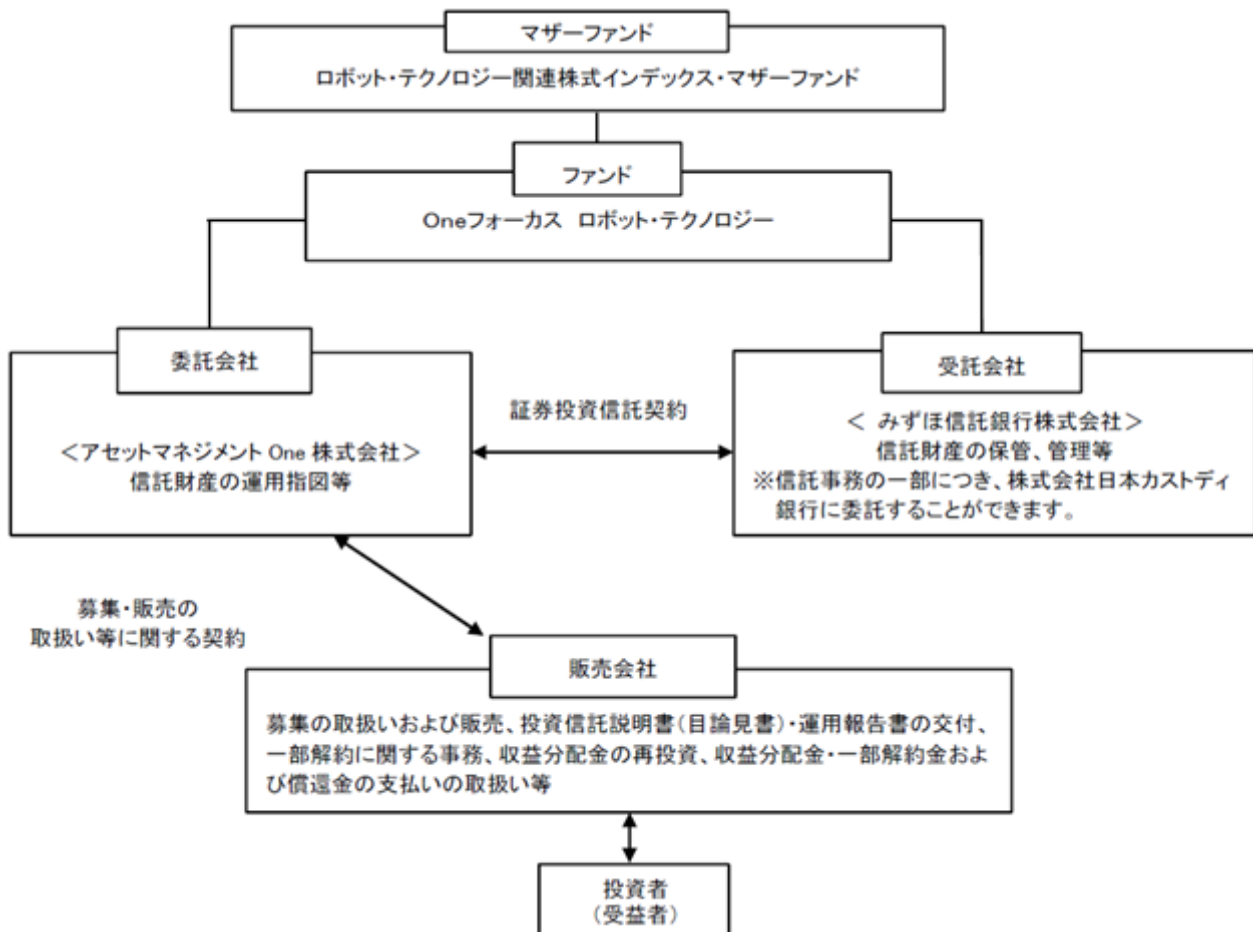 マザーファンド
ロボット・テクノロジー関連株式インデックス・マザーファンド
ファンド
Oneフォーカス ロボット・テクノロジー
委託会社
＜アセットマネジメント One 株式会社＞
信託財産の運用指図等
証券投資信託契約
受託会社
＜ みずほ信託銀行株式会社＞
信託財産の保管、管理等
※信託事務の一部につき、株式会社日本カストディ
銀行に委託することができます。
募集・販売の
取扱い等に関する契約
販売会社
募集の取扱いおよび販売、投資信託説明書（目論見書）・運用報告書の交付、
一部解約に関する事務、収益分配金の再投資、収益分配金・一部解約金およ
び償還金の支払いの取扱い等
投資者
（受益者）